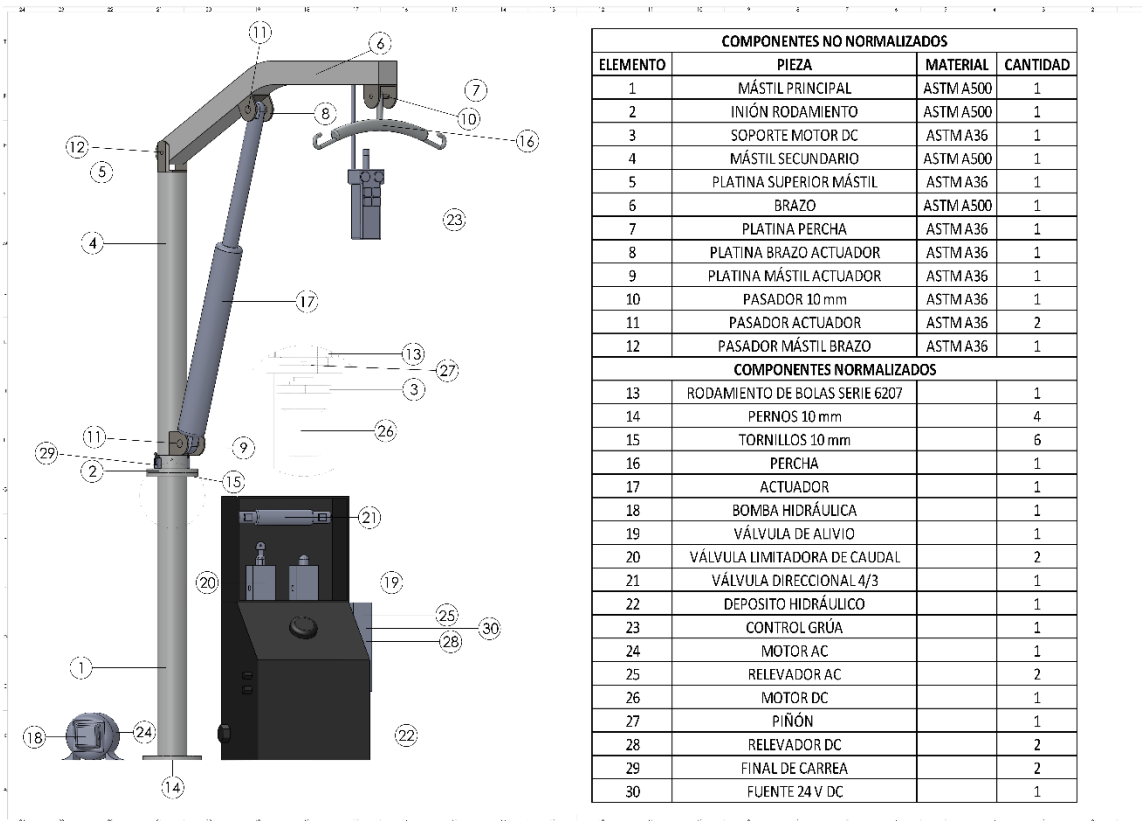 11
6
7
8
10
12
16
5
23
4
17
13
27
3
11
26
9
29
2
15
21
20
19
25
30
28
1
18
24
22
14
COMPONENTES NO NORMALIZADOS
ELEMENTO PIEZA MATERIAL CANTIDAD
1 MÁSTIL PRINCIPAL ASTM A500 1
2 INIÓN RODAMIENTO ASTM A500 1
3 SOPORTE MOTOR DC ASTM A36 1
4 MÁSTIL SECUNDARIO ASTM A500 1
5 PLATINA SUPERIOR MÁSTIL ASTM A36 1
6 BRAZO ASTM A500 1
7 PLATINA PERCHA ASTM A36 1
8 PLATINA BRAZO ACTUADOR ASTM A36 1
9 PLATINA MÁSTIL ACTUADOR ASTM A36 1
10 PASADOR 10 mm ASTM A36 1
11 PASADOR ACTUADOR ASTM A36 2
12 PASADOR MÁSTIL BRAZO ASTM A36 1
COMPONENTES NORMALIZADOS
13 RODAMIENTO DE BOLAS SERIE 6207 1
14 PERNOS 10 mm 4
15 TORNILLOS 10 mm 6
16 PERCHA 1
17 ACTUADOR 1
18 BOMBA HIDRÁULICA 1
19 VÁLVULA DE ALIVIO 1
20 VÁLVULA LIMITADORA DE CAUDAL 2
21 VÁLVULA DIRECCIONAL 4/3 1
22 DEPOSITO HIDRÁULICO 1
23 CONTROL GRÚA 1
24 MOTOR AC 1
25 RELEVADOR AC 2
26 MOTOR DC 1
27 PIÑÓN 1
28 RELEVADOR DC 2
29 FINAL DE CARREA 2
30 FUENTE 24 V DC 1